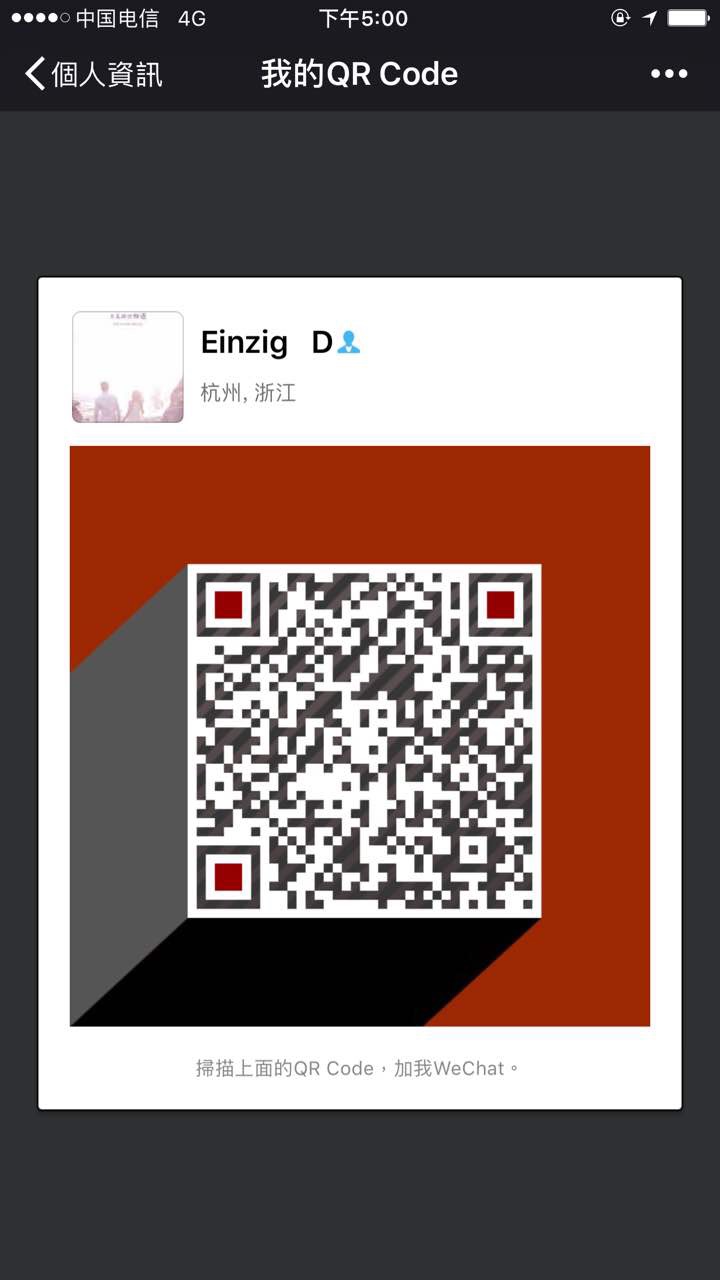 中国电信 4G 下午5:00
個人資訊 我的QR Code
Einzig D
杭州, 浙江
掃描上面的QR Code，加我WeChat。